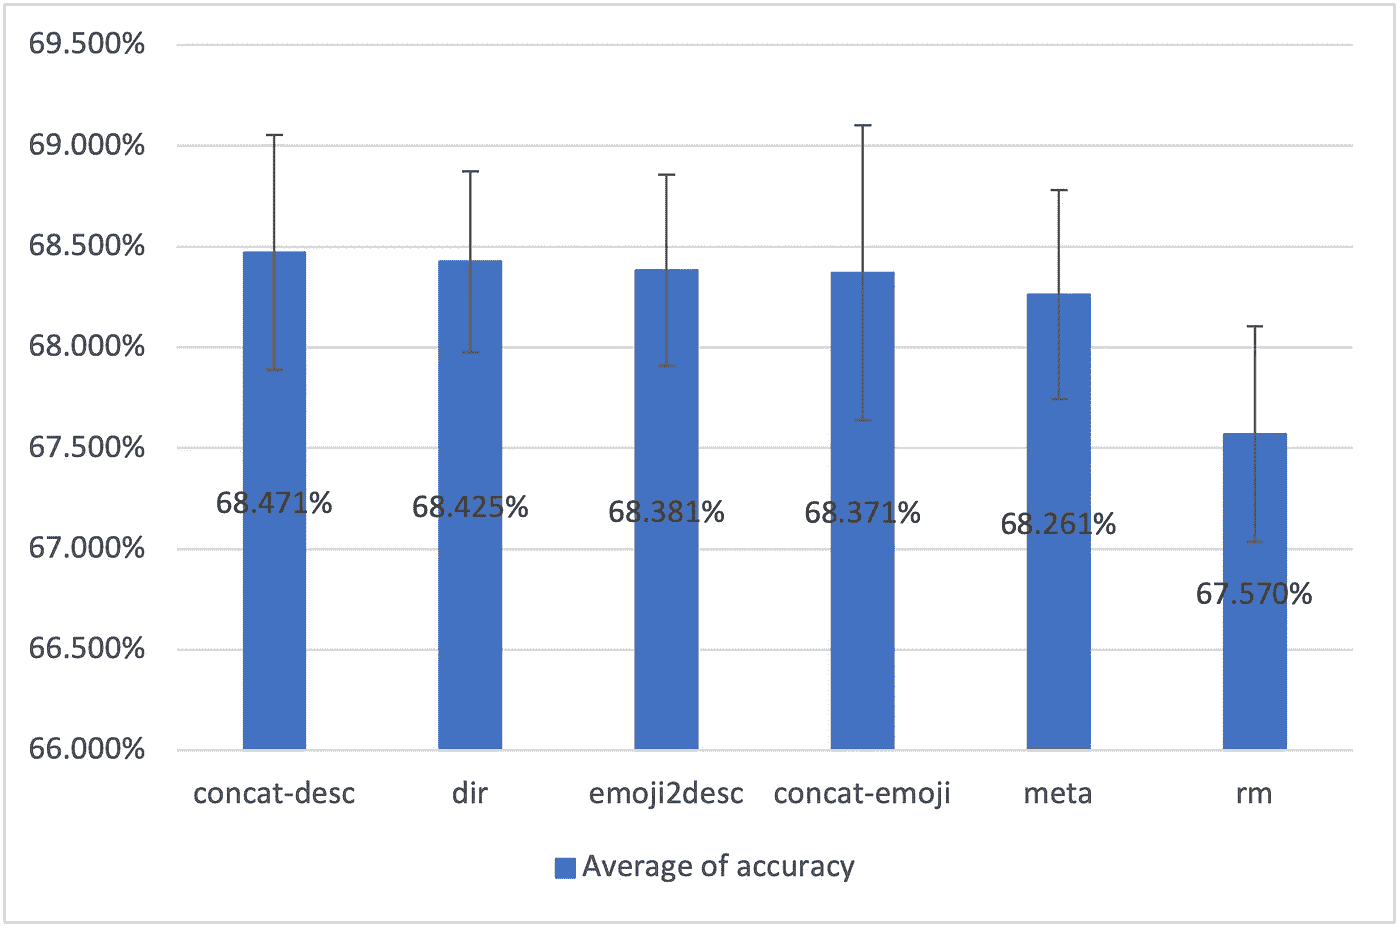 69.500%
69.000%
68.500%
68.000%
67.500%
67.000%
66.500%
66.000%
68.471%
68.425%
68.381%
68.371%
68.261%
67.570%
concat-desc
dir
emoji2desc
concat-emoji
meta
rm
Average of accuracy